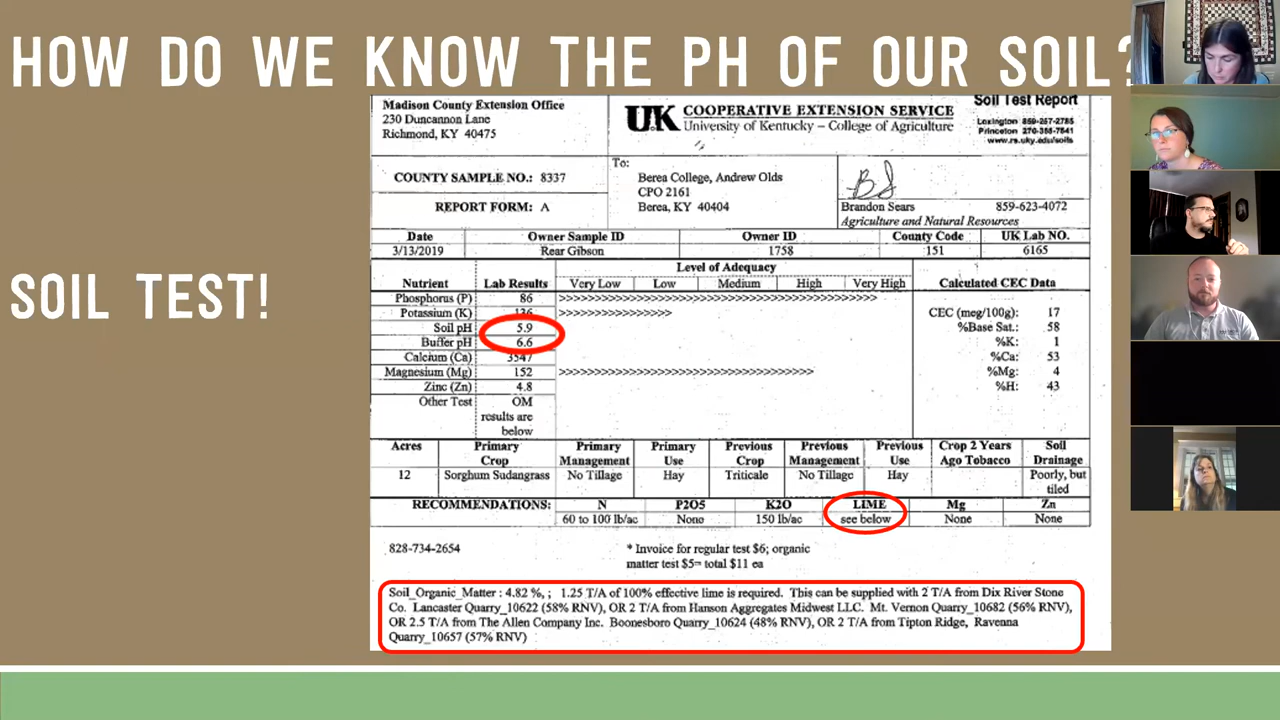 HOW DO WE KNOW THE PH OF OUR SOIL?
SOIL TEST!
Madison County Extension Office
230 Duncannon Lane
Richmond, KY 40475
UK COOPERATIVE EXTENSION SERVICE
University of Kentucky – College of Agriculture
Soil Test Report
Lexington 859-257-2785
Princeton 270-365-7541
www.rs.uky.edu/soils
COUNTY SAMPLE NO.: 8337
REPORT FORM: A
To:
Berea College, Andrew Olds
CPO 2161
Berea, KY 40404
BS
Brandon Sears 859-623-4072
Agriculture and Natural Resources
Date Owner Sample ID Owner ID County Code UK Lab NO.
3/13/2019 Rear Gibson 1758 151 6165
Level of Adequacy
Nutrient Lab Results Very Low Low Medium High Very High Calculated CEC Data
Phosphorus (P) 86 >>>>>>>>>>>>>>>>>>>>>>>>>>>>>>>>>>>>>>>>>>>>>>>>>>
Potassium (K) 136 >>>>>>>>>>>>>>>>>> CEC (meg/100g): 17
Soil pH 5.9 %Base Sat.: 58
Buffer pH 6.6 %K: 1
Calcium (Ca) 3547 %Ca: 53
Magnesium (Mg) 152 >>>>>>>>>>>>>>>>>>>>>>>>>>>>>>>>>>>>>>>> %Mg: 4
Zinc (Zn) 4.8 %H: 43
Other Test OM
results are
below
Acres Primary Crop Primary Management Primary Use Previous Crop Previous Management Previous Use Crop 2 Years Ago Tobacco Soil Drainage
12 Sorghum Sudangrass No Tillage Hay Triticale No Tillage Hay Poorly, but tiled
RECOMMENDATIONS: N P2O5 K2O LIME Mg Zn
60 to 100 lb/ac None 150 lb/ac see below None None
828-734-2654
* Invoice for regular test $6; organic
matter test $5= total $11 ea
Soil_Organic_Matter : 4.82 %, ; 1.25 T/A of 100% effective lime is required. This can be supplied with 2 T/A from Dix River Stone
Co. Lancaster Quarry_10622 (58% RNV), OR 2 T/A from Hanson Aggregates Midwest LLC. Mt. Vernon Quarry_10682 (56% RNV),
OR 2.5 T/A from The Allen Company Inc. Boonesboro Quarry_10624 (48% RNV), OR 2 T/A from Tipton Ridge, Ravenna
Quarry_10657 (57% RNV)